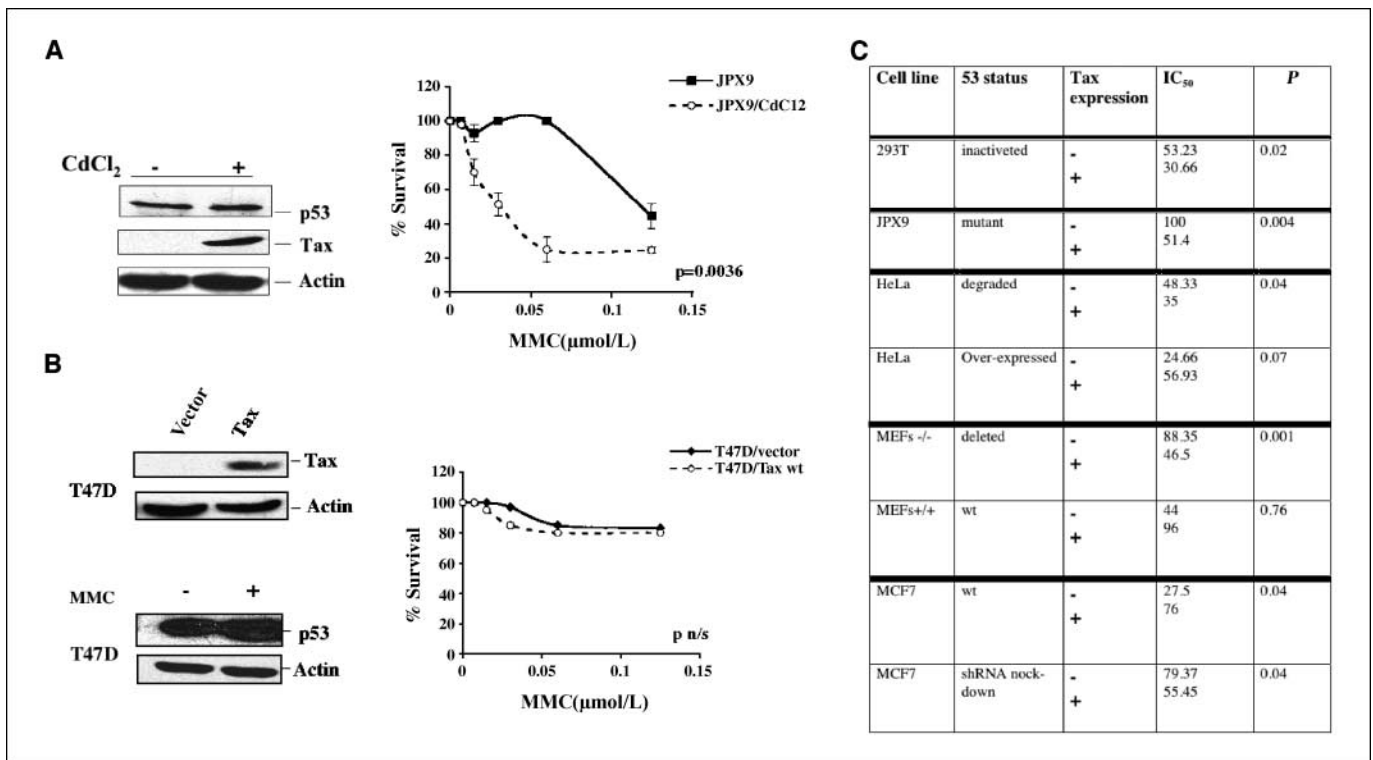 A
CdCl2 - +
p53
Tax
Actin
120
100
80
60
40
20
0
% Survival
0 0.05 0.1 0.15
MMC(μmol/L)
JPX9
JPX9/CdC12
p=0.0036
B
Vector Tax
Tax
T47D
Actin
MMC - +
p53
T47D
Actin
120
100
80
60
40
20
0
% Survival
0 0.05 0.1 0.15
MMC(μmol/L)
T47D/vector
T47D/Tax wt
p n/s
C
Cell line 53 status Tax IC50 P
expression
293T inactiveted - 53.23 0.02
+ 30.66
JPX9 mutant - 100 0.004
+ 51.4
HeLa degraded - 48.33 0.04
+ 35
HeLa Over-expressed - 24.66 0.07
+ 56.93
MEFs -/- deleted - 88.35 0.001
+ 46.5
MEFs+/+ wt - 44 0.76
+ 96
MCF7 wt - 27.5 0.04
+ 76
MCF7 shRNA nock- - 79.37 0.04
down + 55.45